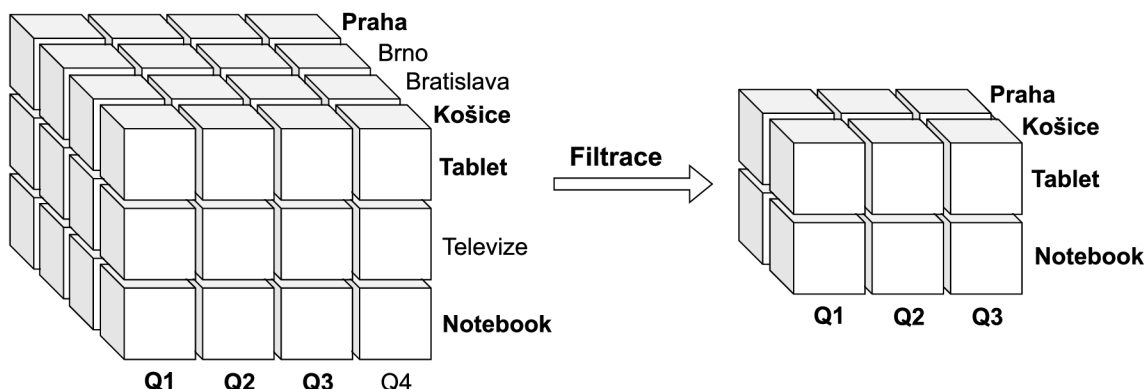 Praha
Brno
Bratislava
Košice
Tablet
Televize
Notebook
Q1 Q2 Q3 Q4
Filtrace
Praha
Košice
Tablet
Notebook
Q1 Q2 Q3